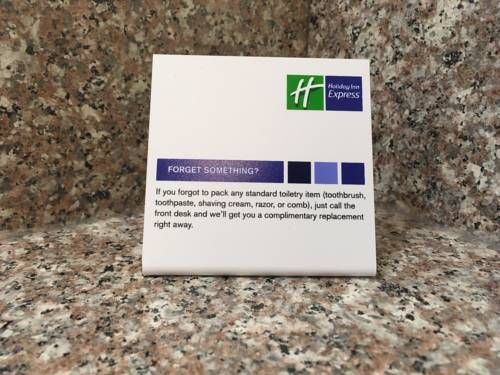 Holiday Inn
Express
FORGET SOMETHING?
If you forgot to pack any standard toiletry item (toothbrush,
toothpaste, shaving cream, razor, or comb), just call the
front desk and we'll get you a complimentary replacement
right away.